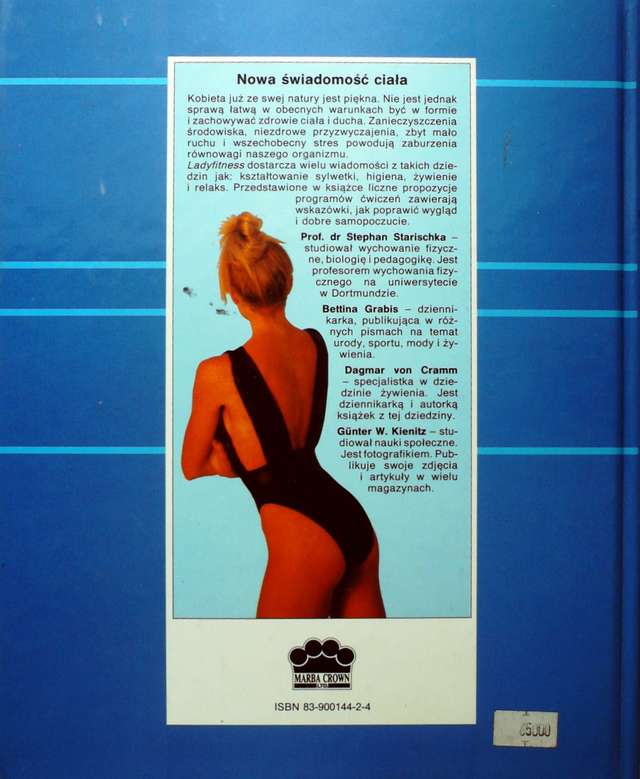 Nowa świadomość ciała
Kobieta już ze swej natury jest piękna. Nie jest jednak
sprawą łatwą w obecnych warunkach być w formie
i zachowywać zdrowie ciała i ducha. Zanieczyszczenia
środowiska, niezdrowe przyzwyczajenia, zbyt mało
ruchu i wszechobecny stres powodują zaburzenia
równowagi naszego organizmu.
Ladyfitness dostarcza wielu wiadomości z takich dzie-
dzin jak: kształtowanie sylwetki, higiena, żywienie
i relaks. Przedstawione w książce liczne propozycje
programów ćwiczeń zawierają
wskazówki, jak poprawić wygląd
i dobre samopoczucie.
Prof. dr Stephan Starischka –
studiował wychowanie fizycz-
ne, biologię i pedagogikę. Jest
profesorem wychowania fizy-
cznego na uniwersytecie
w Dortmundzie.
Bettina Grabis – dzienni-
karka, publikująca w róż-
nych pismach na temat
urody, sportu, mody i ży-
wienia.
Dagmar von Cramm
– specjalistka w dzie-
dzinie żywienia. Jest
dziennikarką i autorką
książek z tej dziedziny.
Günter W. Kienitz – stu-
diował nauki społeczne.
Jest fotografikiem. Pub-
likuje swoje zdjęcia
i artykuły w wielu
magazynach.
MARBA CROWN
ISBN 83-900144-2-4